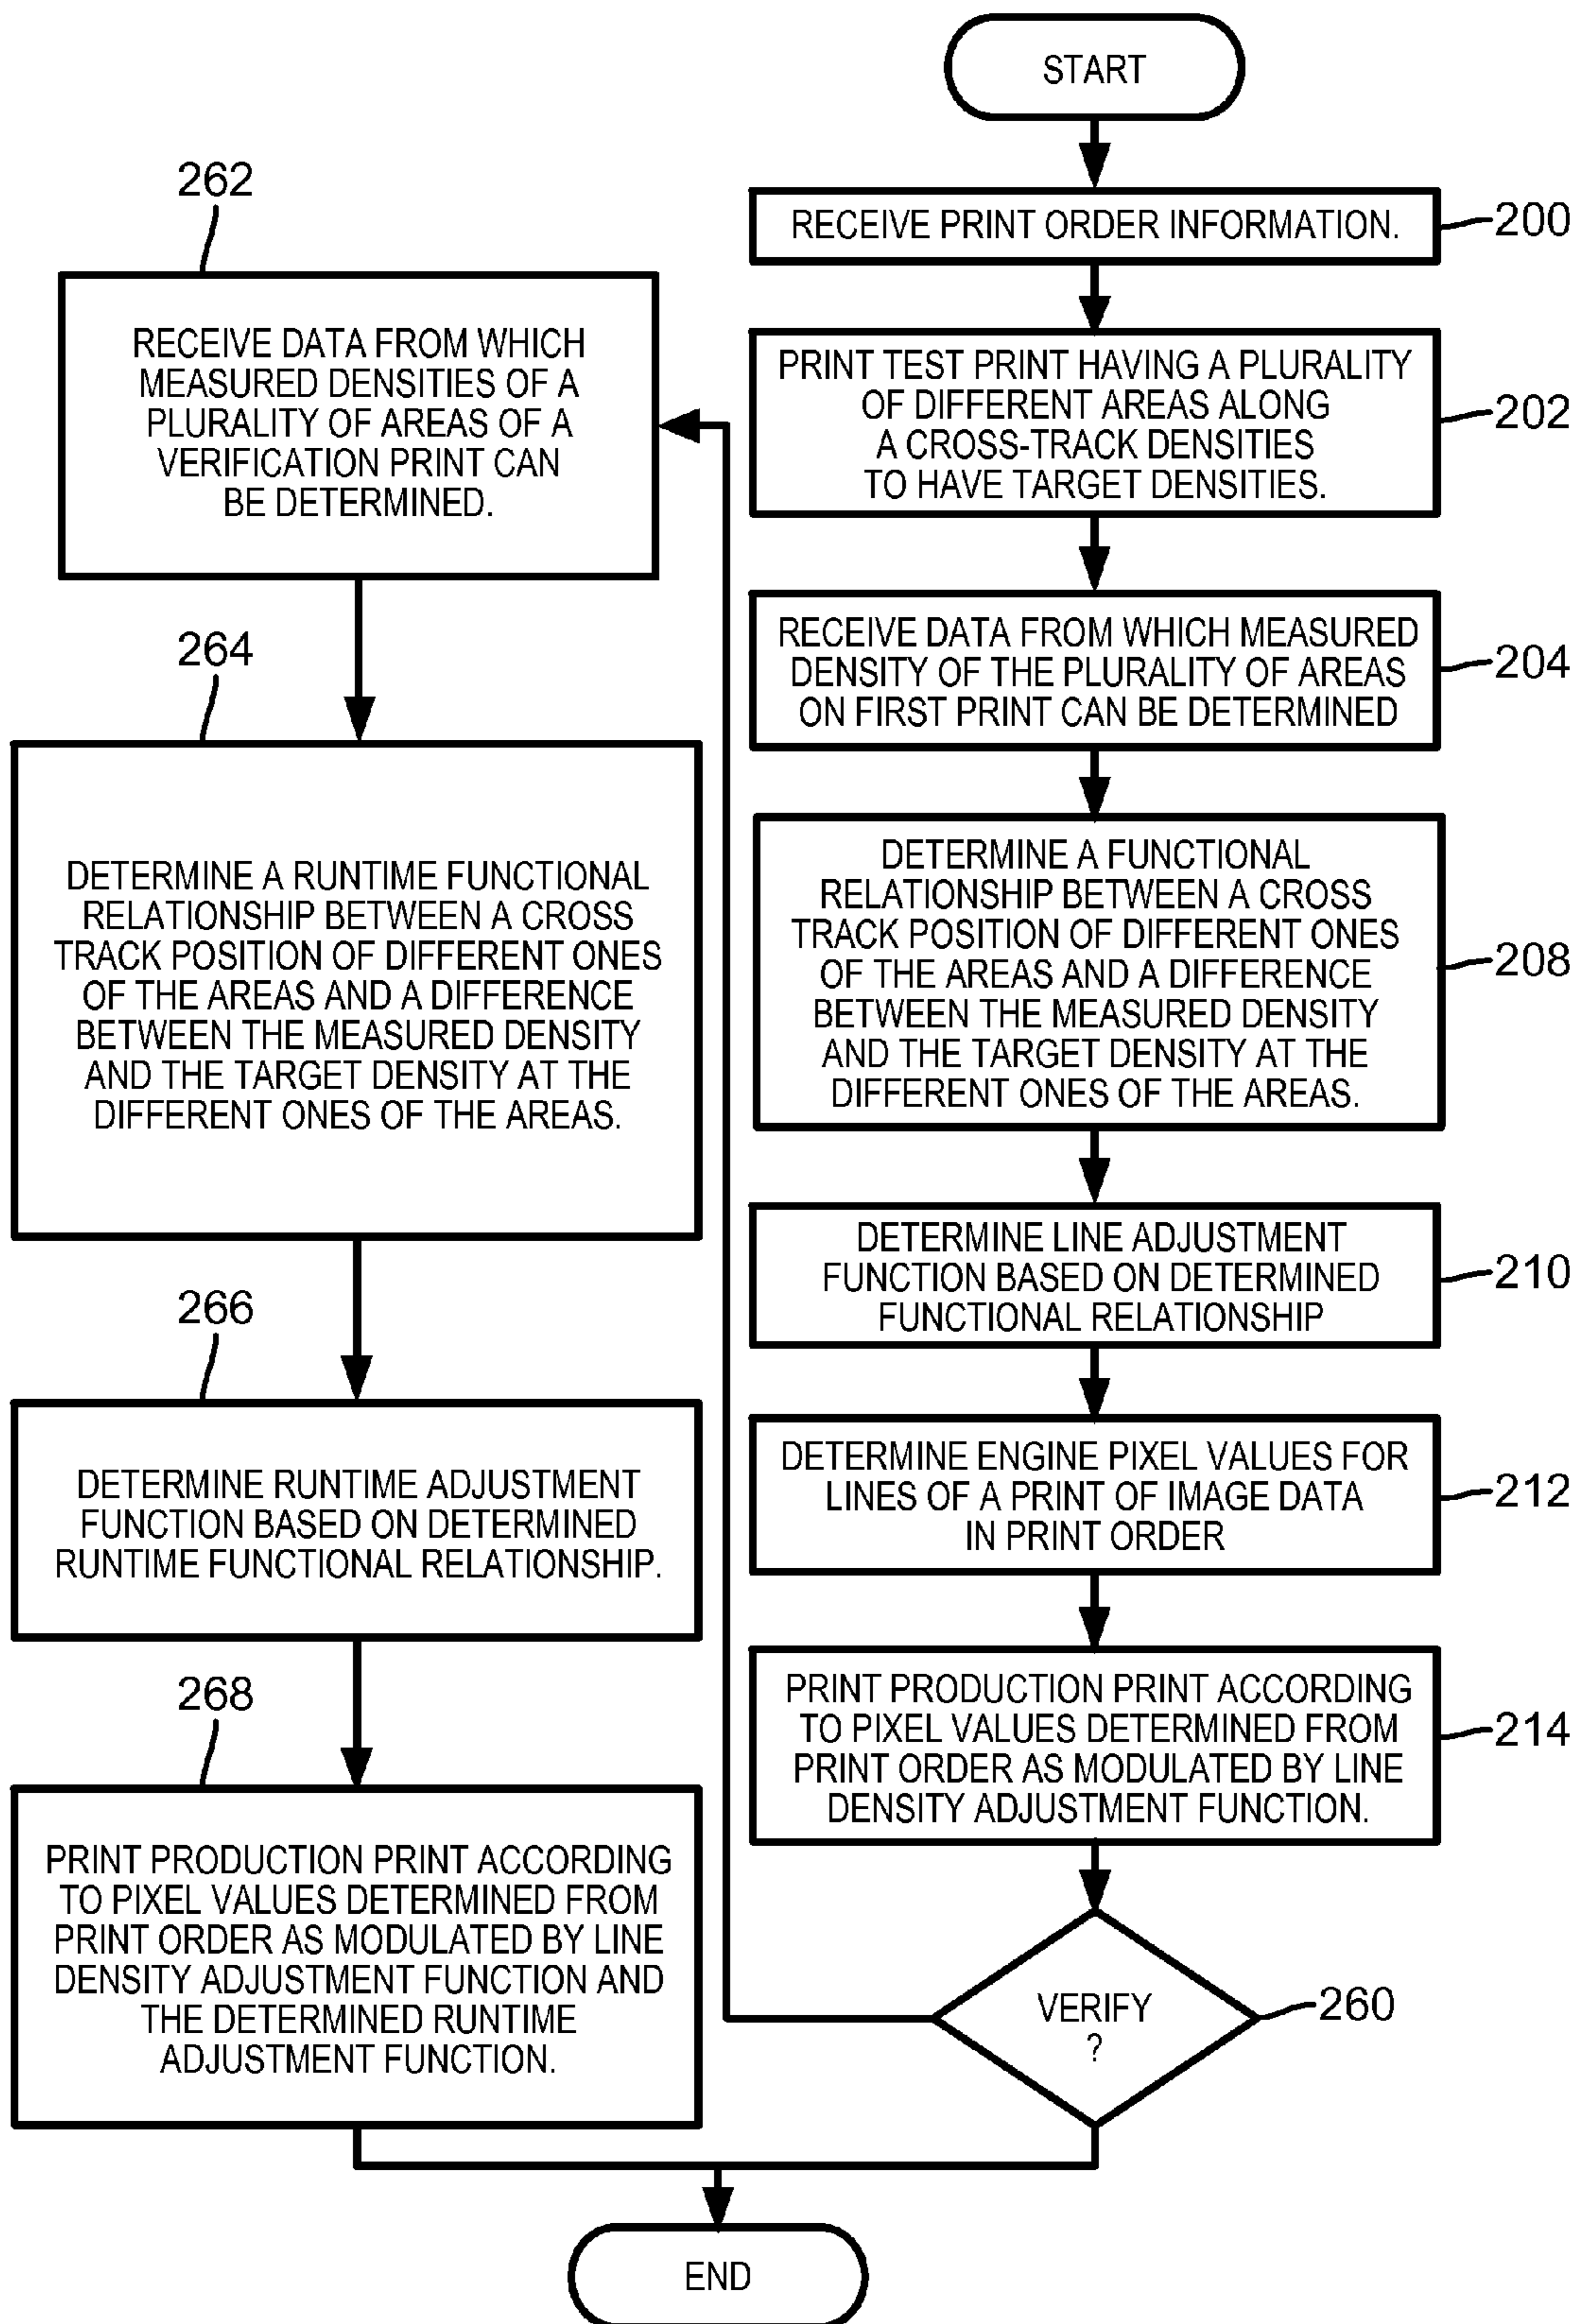 START
RECEIVE PRINT ORDER INFORMATION.
200
PRINT TEST PRINT HAVING A PLURALITY
OF DIFFERENT AREAS ALONG
A CROSS-TRACK DENSITIES
TO HAVE TARGET DENSITIES.
202
RECEIVE DATA FROM WHICH MEASURED
DENSITY OF THE PLURALITY OF AREAS
ON FIRST PRINT CAN BE DETERMINED
204
DETERMINE A FUNCTIONAL
RELATIONSHIP BETWEEN A CROSS
TRACK POSITION OF DIFFERENT ONES
OF THE AREAS AND A DIFFERENCE
BETWEEN THE MEASURED DENSITY
AND THE TARGET DENSITY AT THE
DIFFERENT ONES OF THE AREAS.
208
DETERMINE LINE ADJUSTMENT
FUNCTION BASED ON DETERMINED
FUNCTIONAL RELATIONSHIP
210
DETERMINE ENGINE PIXEL VALUES FOR
LINES OF A PRINT OF IMAGE DATA
IN PRINT ORDER
212
PRINT PRODUCTION PRINT ACCORDING
TO PIXEL VALUES DETERMINED FROM
PRINT ORDER AS MODULATED BY LINE
DENSITY ADJUSTMENT FUNCTION.
214
VERIFY
?
260
262
RECEIVE DATA FROM WHICH
MEASURED DENSITIES OF A
PLURALITY OF AREAS OF A
VERIFICATION PRINT CAN
BE DETERMINED.
264
DETERMINE A RUNTIME FUNCTIONAL
RELATIONSHIP BETWEEN A CROSS
TRACK POSITION OF DIFFERENT ONES
OF THE AREAS AND A DIFFERENCE
BETWEEN THE MEASURED DENSITY
AND THE TARGET DENSITY AT THE
DIFFERENT ONES OF THE AREAS.
266
DETERMINE RUNTIME ADJUSTMENT
FUNCTION BASED ON DETERMINED
RUNTIME FUNCTIONAL RELATIONSHIP.
268
PRINT PRODUCTION PRINT ACCORDING
TO PIXEL VALUES DETERMINED FROM
PRINT ORDER AS MODULATED BY LINE
DENSITY ADJUSTMENT FUNCTION AND
THE DETERMINED RUNTIME
ADJUSTMENT FUNCTION.
END